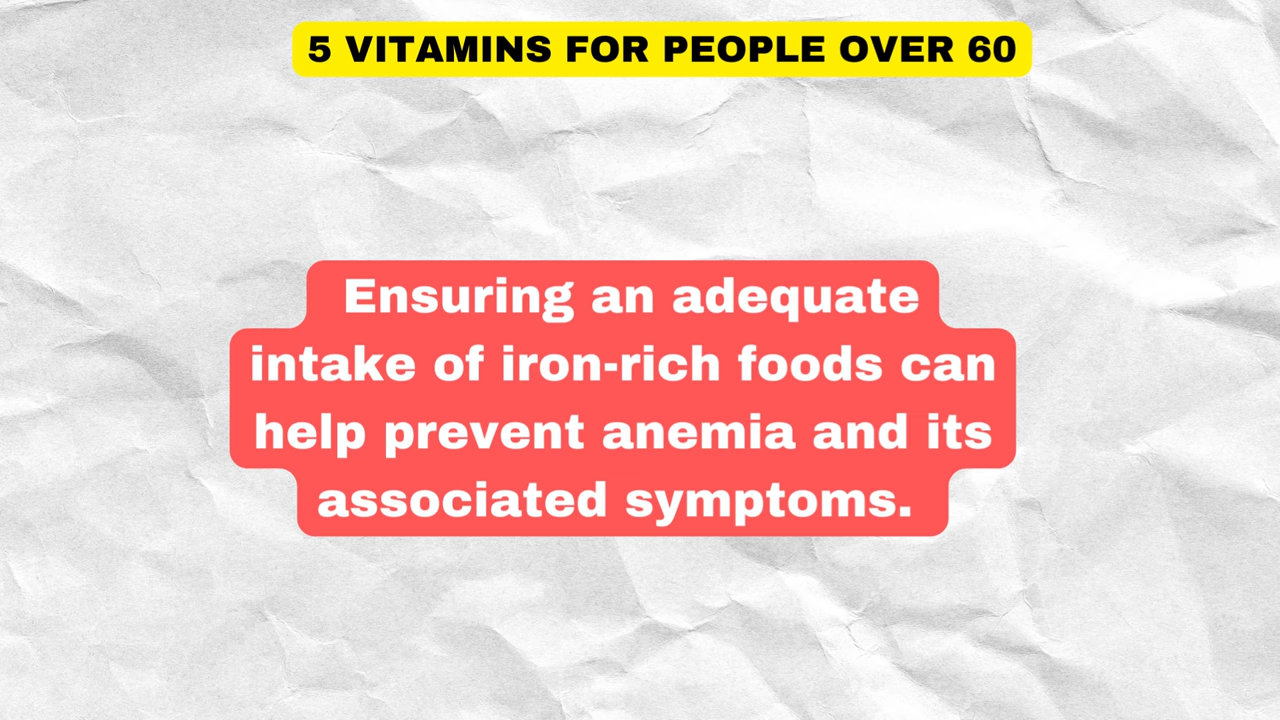 5 VITAMINS FOR PEOPLE OVER 60
Ensuring an adequate
intake of iron-rich foods can
help prevent anemia and its
associated symptoms.